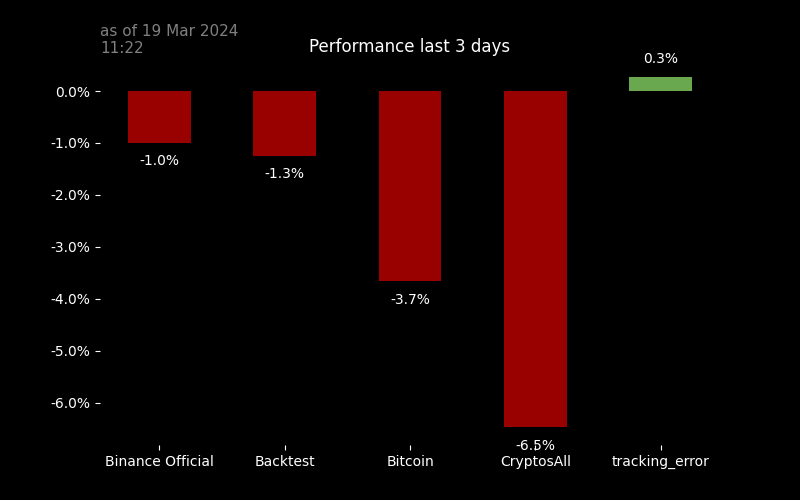 as of 19 Mar 2024
11:22
Performance last 3 days
0.3%
0.0%
-1.0%
-1.0%
-1.3%
-2.0%
-3.0%
-3.7%
-4.0%
-5.0%
-6.0%
-6.5%
Binance Official
Backtest
Bitcoin
CryptosAll
tracking_error